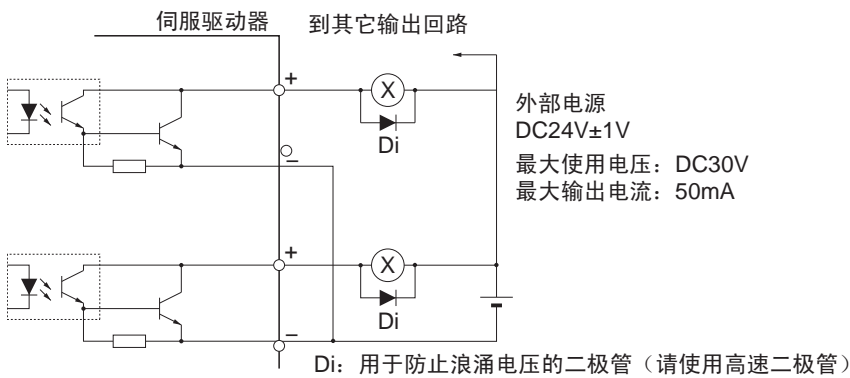 伺服驱动器
到其它输出回路
+
X
Di
−
外部电源
DC24V±1V
最大使用电压：DC30V
最大输出电流：50mA
+
X
Di
−
Di：用于防止浪涌电压的二极管（请使用高速二极管）